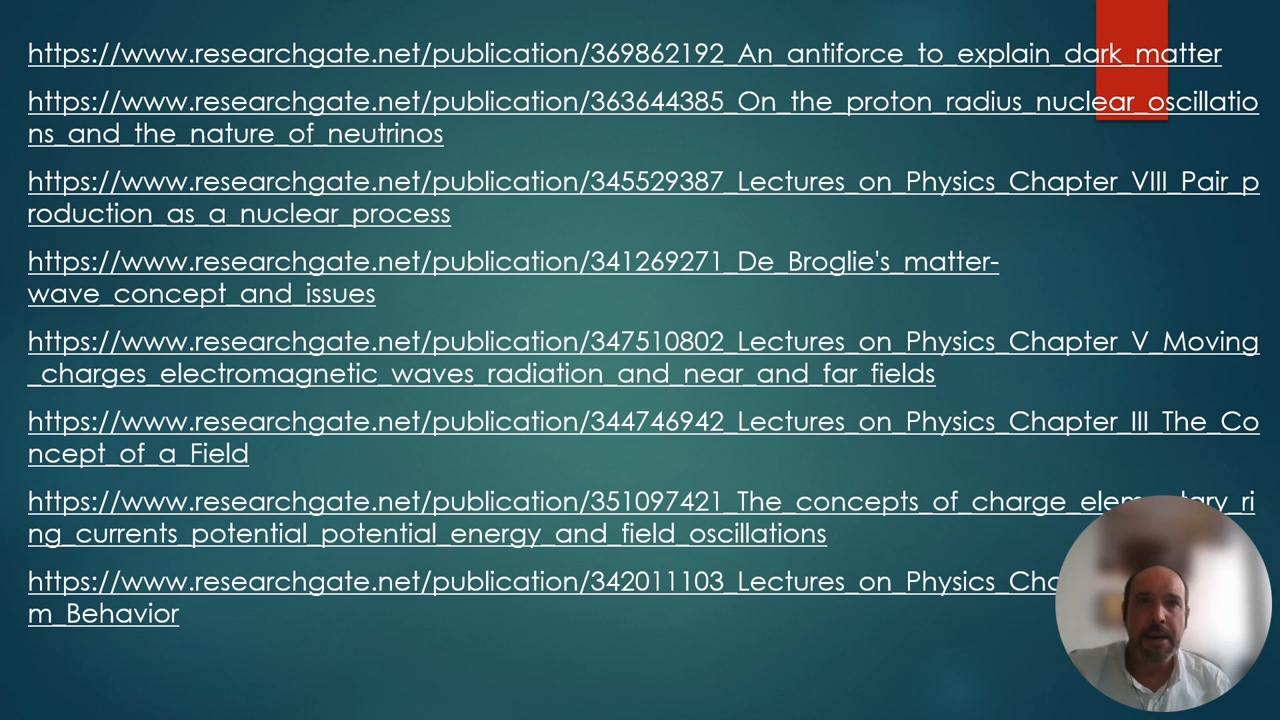 https://www.researchgate.net/publication/369862192_An_antiforce_to_explain_dark_matter
https://www.researchgate.net/publication/363644385_On_the_proton_radius_nuclear_oscillatio
ns_and_the_nature_of_neutrinos
https://www.researchgate.net/publication/345529387_Lectures_on_Physics_Chapter_VIII_Pair_p
roduction_as_a_nuclear_process
https://www.researchgate.net/publication/341269271_De_Broglie's_matter-
wave_concept_and_issues
https://www.researchgate.net/publication/347510802_Lectures_on_Physics_Chapter_V_Moving
_charges_electromagnetic_waves_radiation_and_near_and_far_fields
https://www.researchgate.net/publication/344746942_Lectures_on_Physics_Chapter_III_The_Co
ncept_of_a_Field
https://www.researchgate.net/publication/351097421_The_concepts_of_charge_elementary_ri
ng_currents_potential_potential_energy_and_field_oscillations
https://www.researchgate.net/publication/342011103_Lectures_on_Physics_Cha
m_Behavior